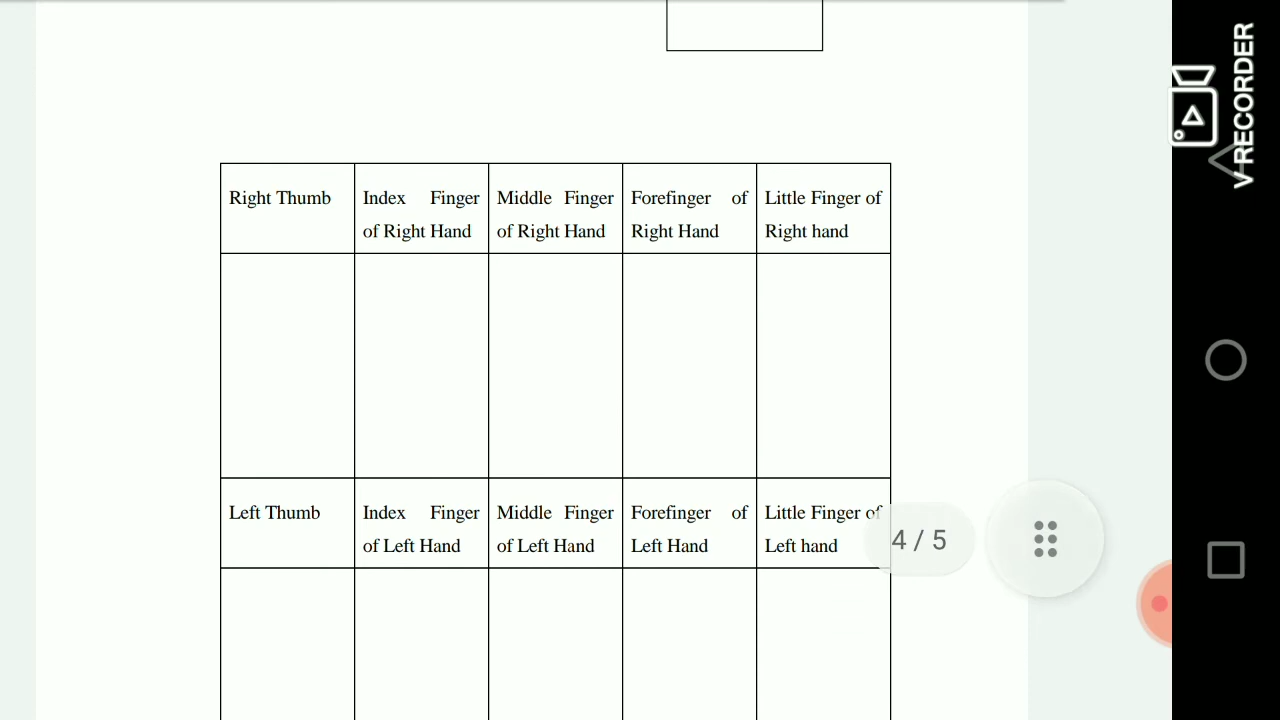 V RECORDER
Right Thumb
Index Finger
of Right Hand
Middle Finger
of Right Hand
Forefinger of
Right Hand
Little Finger of
Right hand
Left Thumb
Index Finger
of Left Hand
Middle Finger
of Left Hand
Forefinger of
Left Hand
Little Finger of
Left hand
4 / 5